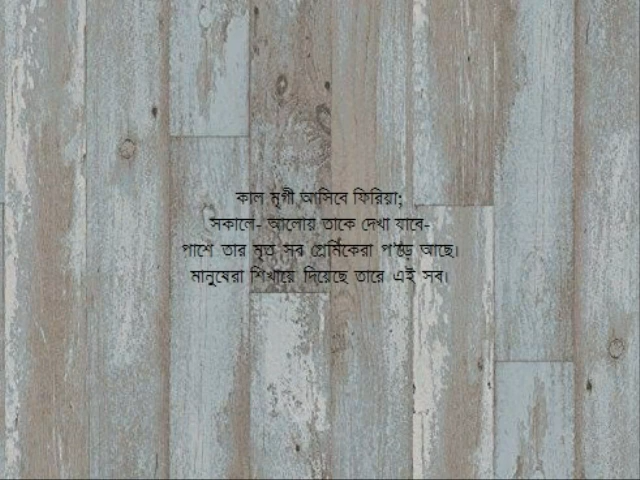 কাল মৃগী আসিবে ফিরিয়া;
সকালে- আলোয় তাকে দেখা যাবে-
পাশে তার মৃত সব প্রেমিকেরা প'ড়ে আছে।
মানুষেরা শিখায়ে দিয়েছে তারে এই সব।